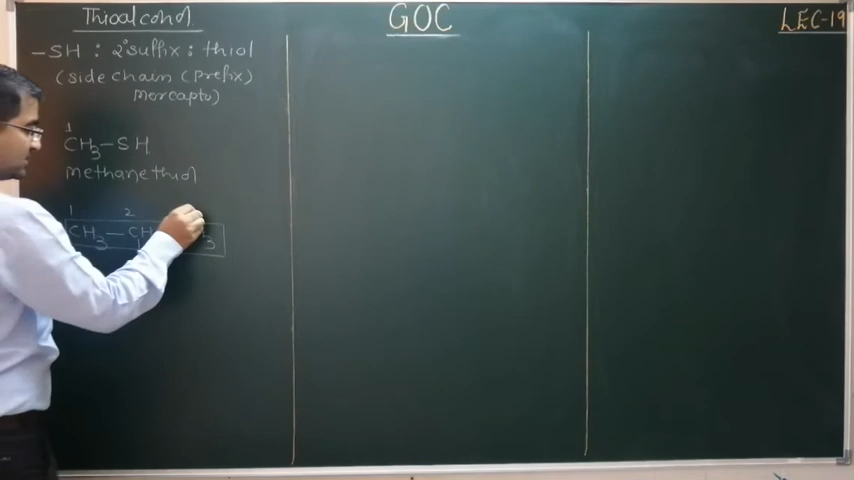 Thioalcohol
GOC
LEC-19
-SH : 2° suffix : thiol
(side chain (prefix)
mercapto)
1
CH3-SH
methanethiol
1 2
CH3-CH
3